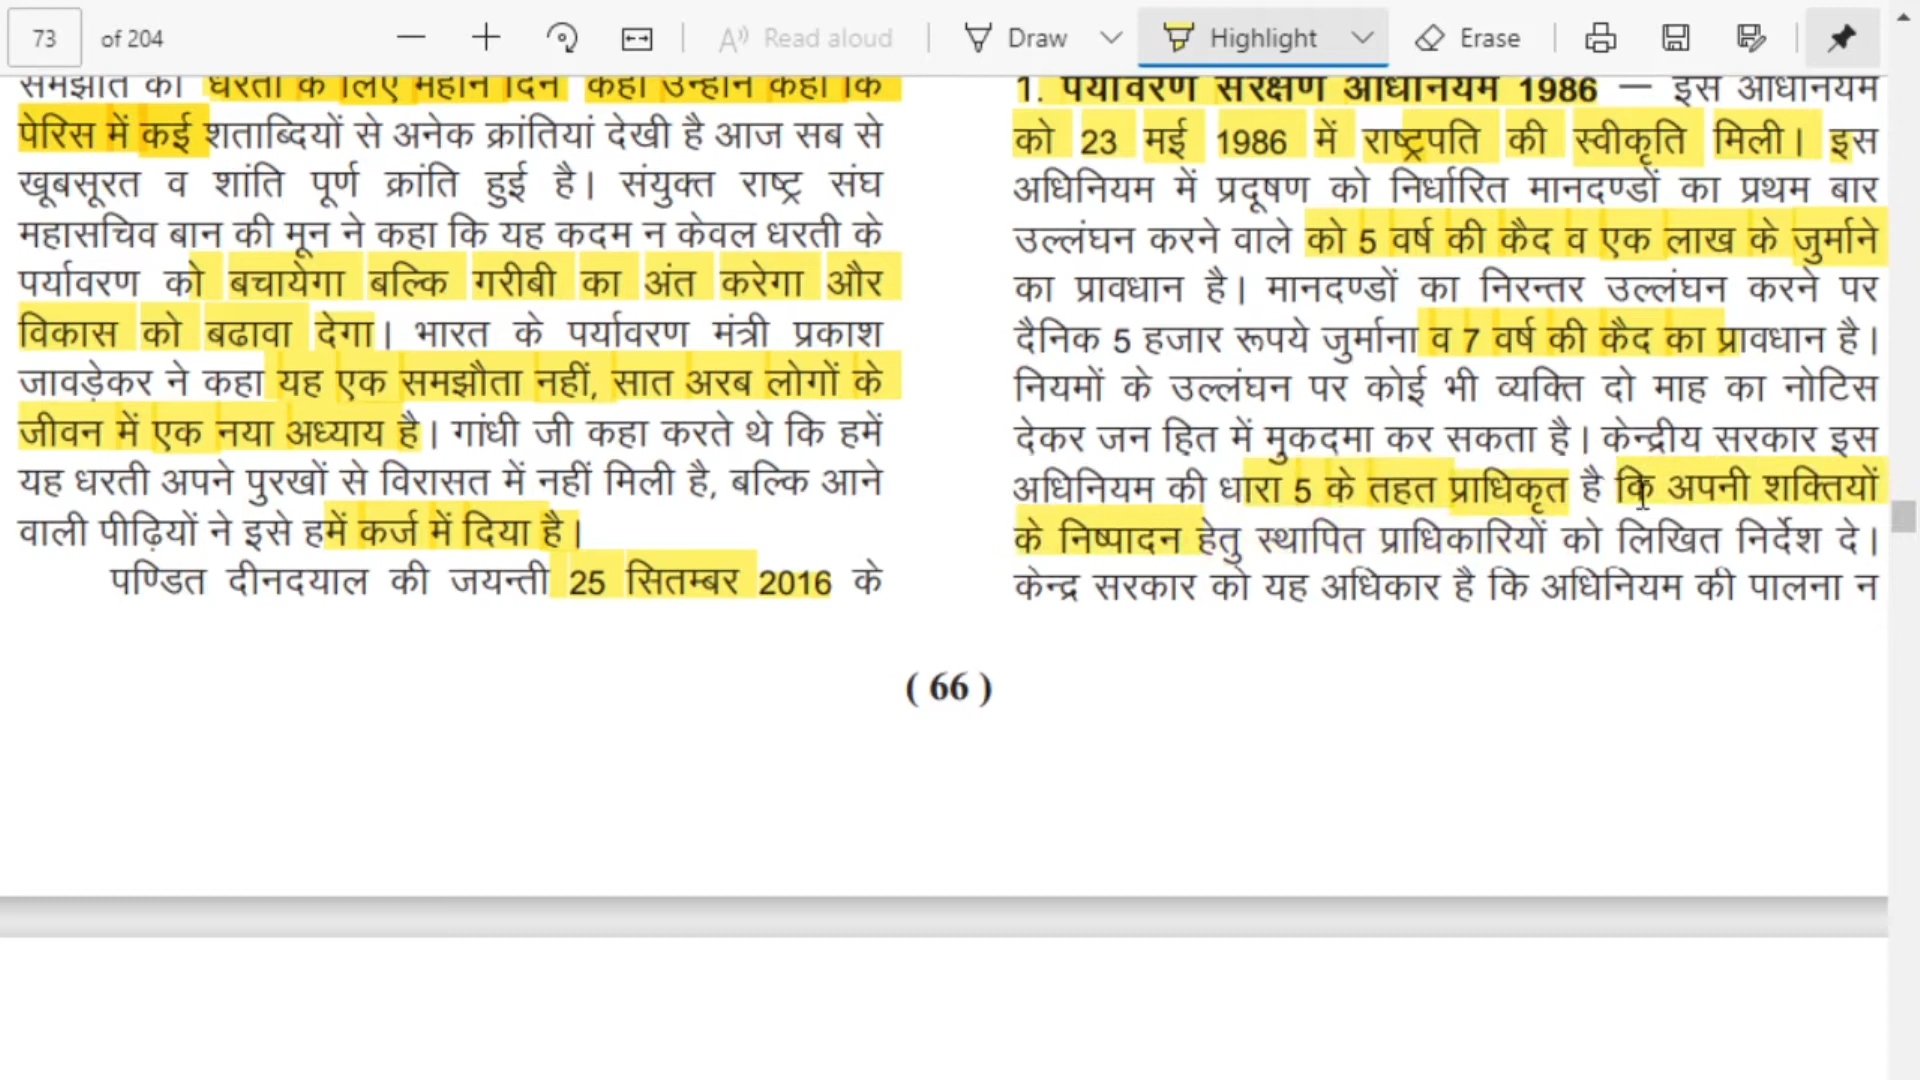 73 of 204 Read aloud Draw Highlight Erase
समझौते को धरती के लिए महान दिन कहा उन्होंने कहा कि
पेरिस में कई शताब्दियों से अनेक क्रांतियां देखी है आज सब से
खूबसूरत व शांति पूर्ण क्रांति हुई है। संयुक्त राष्ट्र संघ
महासचिव बान की मून ने कहा कि यह कदम न केवल धरती के
पर्यावरण को बचायेगा बल्कि गरीबी का अंत करेगा और
विकास को बढावा देगा। भारत के पर्यावरण मंत्री प्रकाश
जावड़ेकर ने कहा यह एक समझौता नहीं, सात अरब लोगों के
जीवन में एक नया अध्याय है। गांधी जी कहा करते थे कि हमें
यह धरती अपने पुरखों से विरासत में नहीं मिली है, बल्कि आने
वाली पीढ़ियों ने इसे हमें कर्ज में दिया है।
पण्डित दीनदयाल की जयन्ती 25 सितम्बर 2016 के
1. पर्यावरण संरक्षण अधिनियम 1986 – इस अधिनियम
को 23 मई 1986 में राष्ट्रपति की स्वीकृति मिली। इस
अधिनियम में प्रदूषण को निर्धारित मानदण्डों का प्रथम बार
उल्लंघन करने वाले को 5 वर्ष की कैद व एक लाख के जुर्माने
का प्रावधान है। मानदण्डों का निरन्तर उल्लंघन करने पर
दैनिक 5 हजार रूपये जुर्माना व 7 वर्ष की कैद का प्रावधान है।
नियमों के उल्लंघन पर कोई भी व्यक्ति दो माह का नोटिस
देकर जन हित में मुकदमा कर सकता है। केन्द्रीय सरकार इस
अधिनियम की धारा 5 के तहत प्राधिकृत है कि अपनी शक्तियों
के निष्पादन हेतु स्थापित प्राधिकारियों को लिखित निर्देश दे।
केन्द्र सरकार को यह अधिकार है कि अधिनियम की पालना न
( 66 )